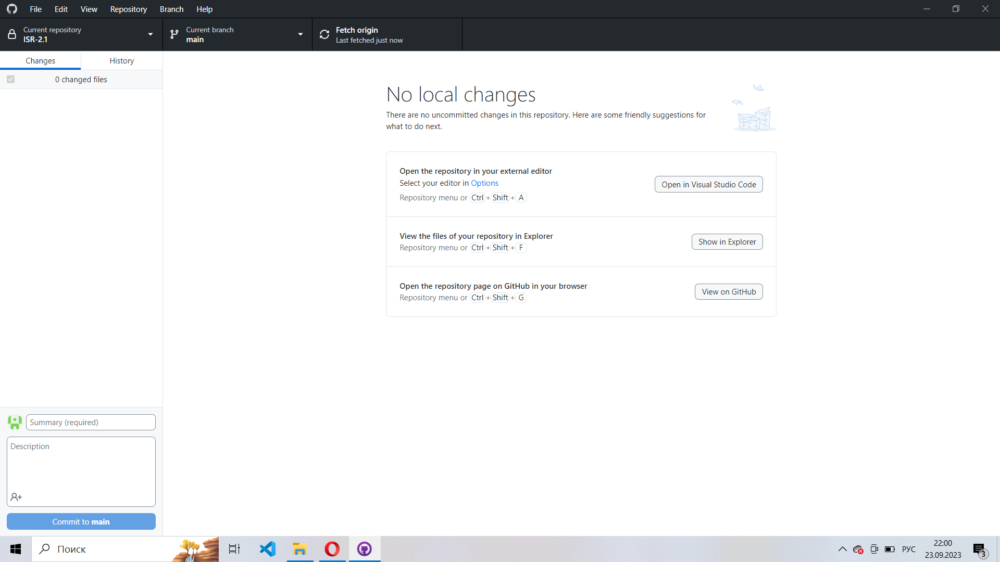 File Edit View Repository Branch Help
Current repository
ISR-2.1
Current branch
main
Fetch origin
Last fetched just now
Changes
History
0 changed files
No local changes
There are no uncommitted changes in this repository. Here are some friendly suggestions for
what to do next.
Open the repository in your external editor
Select your editor in Options
Repository menu or Ctrl + Shift + A
Open in Visual Studio Code
View the files of your repository in Explorer
Repository menu or Ctrl + Shift + F
Show in Explorer
Open the repository page on GitHub in your browser
Repository menu or Ctrl + Shift + G
View on GitHub
Summary (required)
Description
Commit to main
Поиск
РУС
22:00
23.09.2023
3